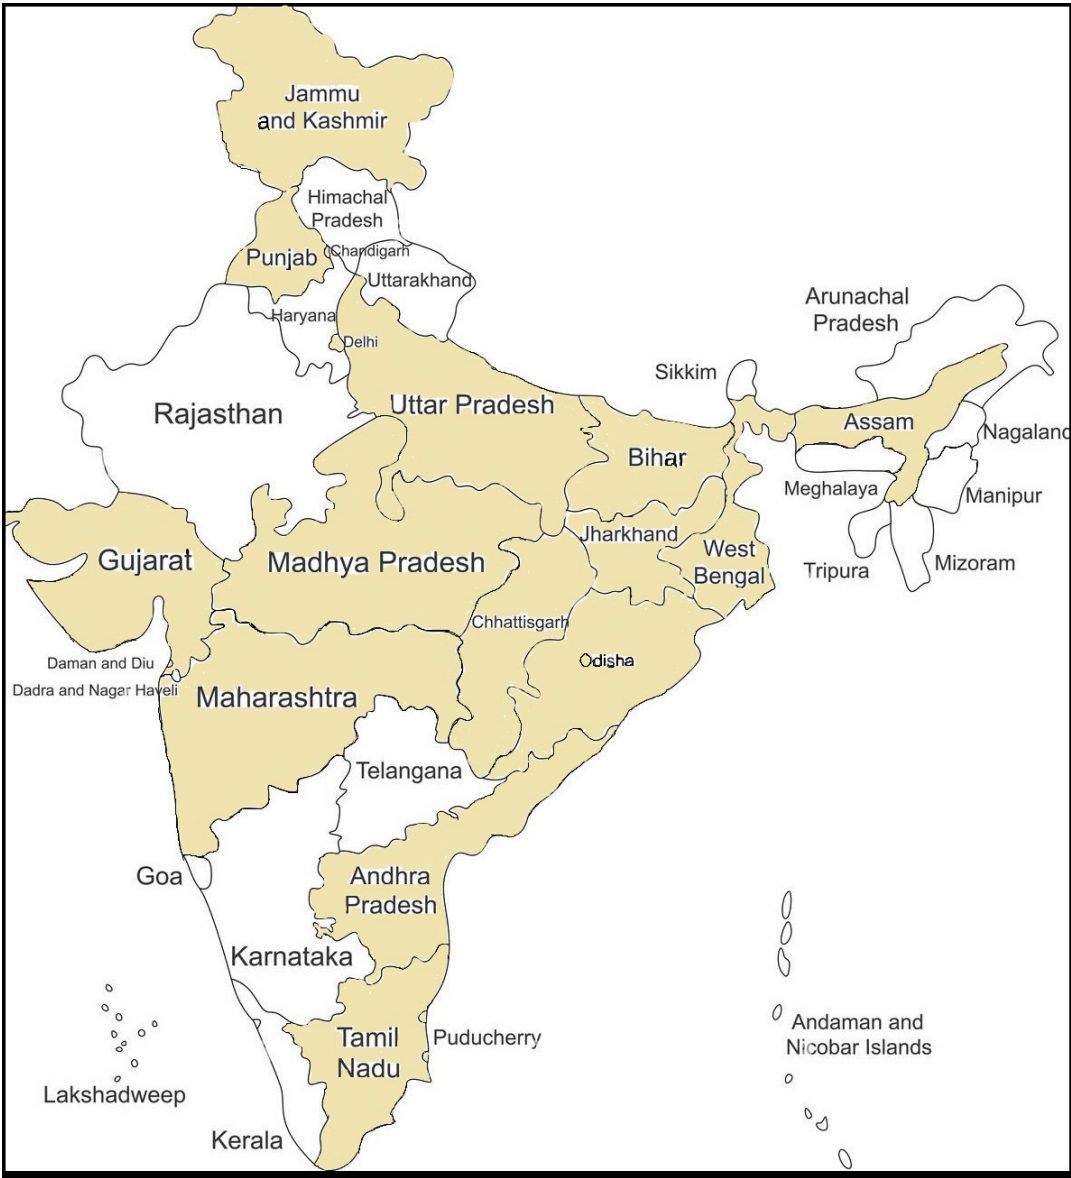 Jammu
and Kashmir
Himachal
Pradesh
Punjab
Chandigarh
Uttarakhand
Haryana
Delhi
Arunachal
Pradesh
Sikkim
Rajasthan
Uttar Pradesh
Assam
Nagaland
Bihar
Meghalaya
Manipur
Jharkhand
West
Bengal
Gujarat
Madhya Pradesh
Tripura
Mizoram
Chhattisgarh
Odisha
Daman and Diu
Dadra and Nagar Haveli
Maharashtra
Telangana
Goa
Andhra
Pradesh
Karnataka
Tamil
Nadu
Puducherry
Andaman and
Nicobar Islands
Lakshadweep
Kerala